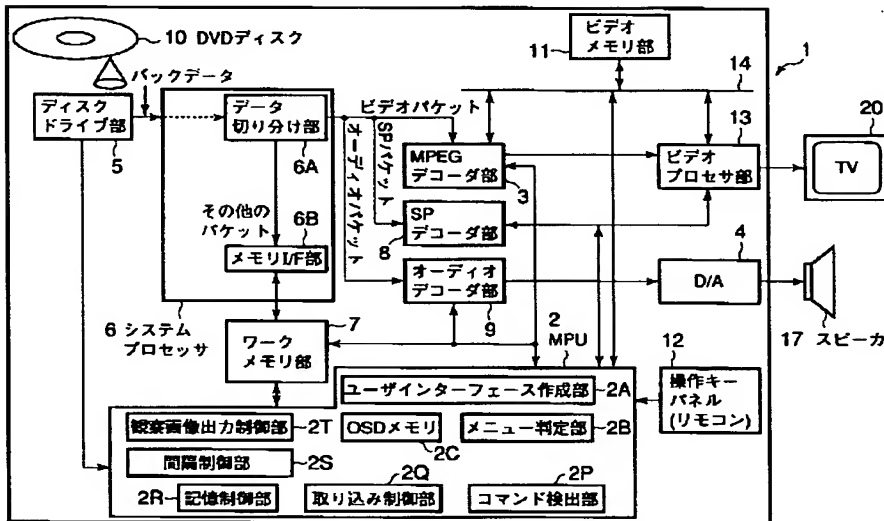 10 DVDディスク
パックデータ
ディスク
ドライブ部
5
データ
切り分け部
6A
その他の
パケット
6B
メモリI/F部
6 システム
プロセッサ
ビデオパケット
SPパケット
オーディオパケット
MPEG
デコーダ部
3
SP
デコーダ部
8
オーディオ
デコーダ部
9
ビデオ
メモリ部
11
14
1
13
ビデオ
プロセサ部
20
TV
4
D/A
17 スピーカ
7
ワーク
メモリ部
2
MPU
12
操作キー
パネル
(リモコン)
ユーザインターフェース作成部
2A
観察画像出力制御部
2T
OSDメモリ
2C
メニュー判定部
2B
間隔制御部
2S
2R
記憶制御部
2Q
取り込み制御部
2P
コマンド検出部